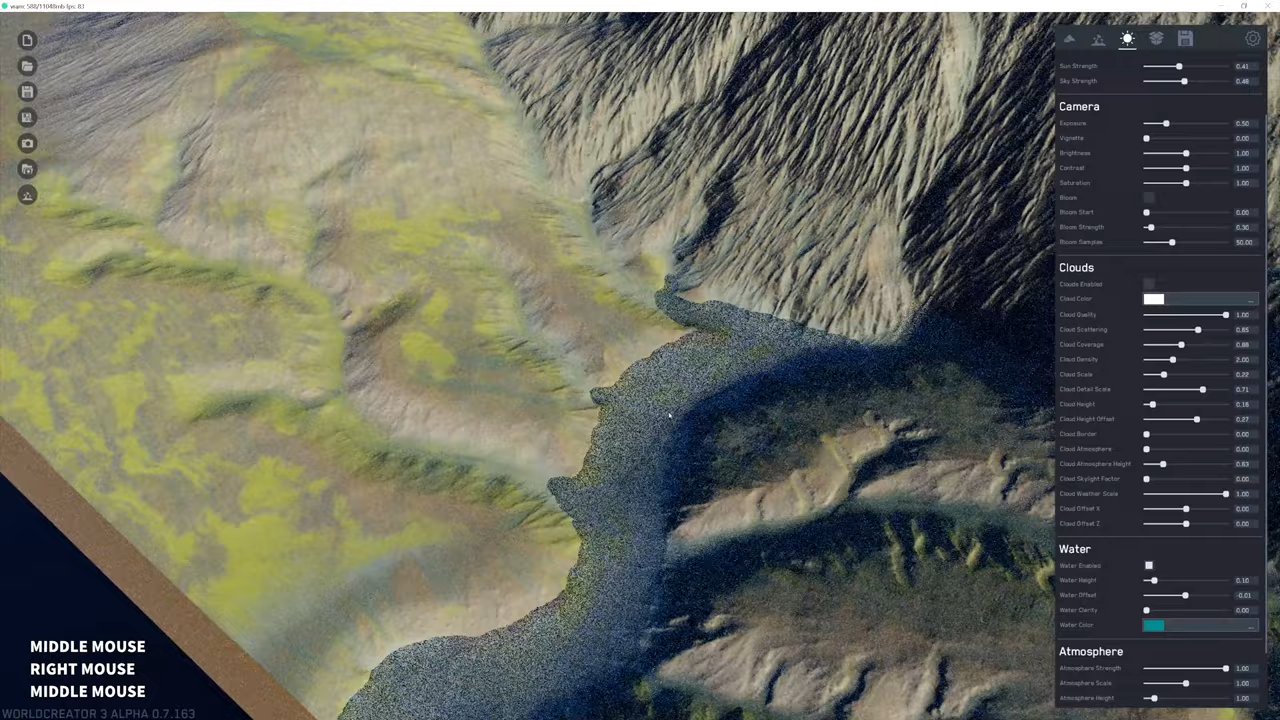 vram: 588/11048mb fps: 83
Sun Strength 0.41
Sky Strength 0.48
Camera
Exposure 0.50
Vignette 0.00
Brightness 1.00
Contrast 1.00
Saturation 1.00
Bloom
Bloom Start 0.00
Bloom Strength 0.30
Bloom Samples 50.00
Clouds
Clouds Enabled
Cloud Color ...
Cloud Quality 1.00
Cloud Scattering 0.65
Cloud Coverage 0.88
Cloud Density 2.00
Cloud Scale 0.22
Cloud Detail Scale 0.71
Cloud Height 0.16
Cloud Height Offset 0.27
Cloud Border 0.00
Cloud Atmosphere 0.00
Cloud Atmosphere Height 0.63
Cloud Skylight Factor 0.00
Cloud Weather Scale 1.00
Cloud Offset X 0.00
Cloud Offset Z 0.00
Water
Water Enabled
Water Height 0.10
Water Offset -0.01
Water Clarity 0.00
Water Color ...
Atmosphere
Atmosphere Strength 1.00
Atmosphere Scale 1.00
Atmosphere Height 1.00
MIDDLE MOUSE
RIGHT MOUSE
MIDDLE MOUSE
WORLDCREATOR 3 ALPHA 0.7.163